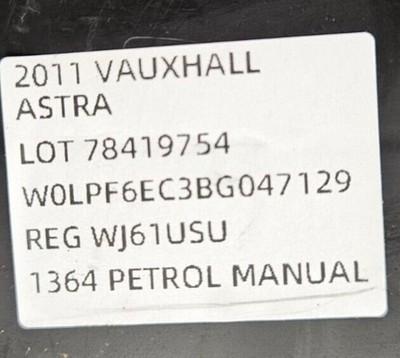 2011 VAUXHALL
ASTRA
LOT 78419754
W0LPF6EC3BG047129
REG WJ61USU
1364 PETROL MANUAL